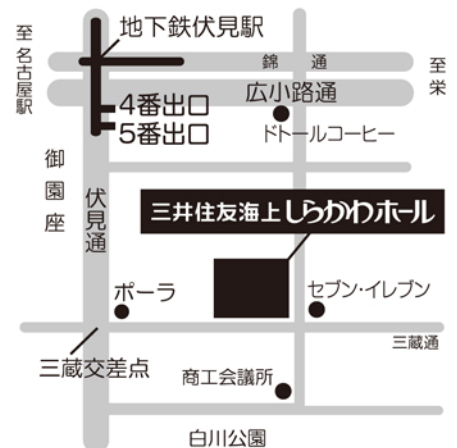 地下鉄伏見駅
至名古屋駅
錦通
至栄
広小路通
4番出口
5番出口
ドトールコーヒー
御園座
伏見通
三井住友海上しらかわホール
ポーラ
セブン・イレブン
三蔵通
三蔵交差点
商工会議所
白川公園